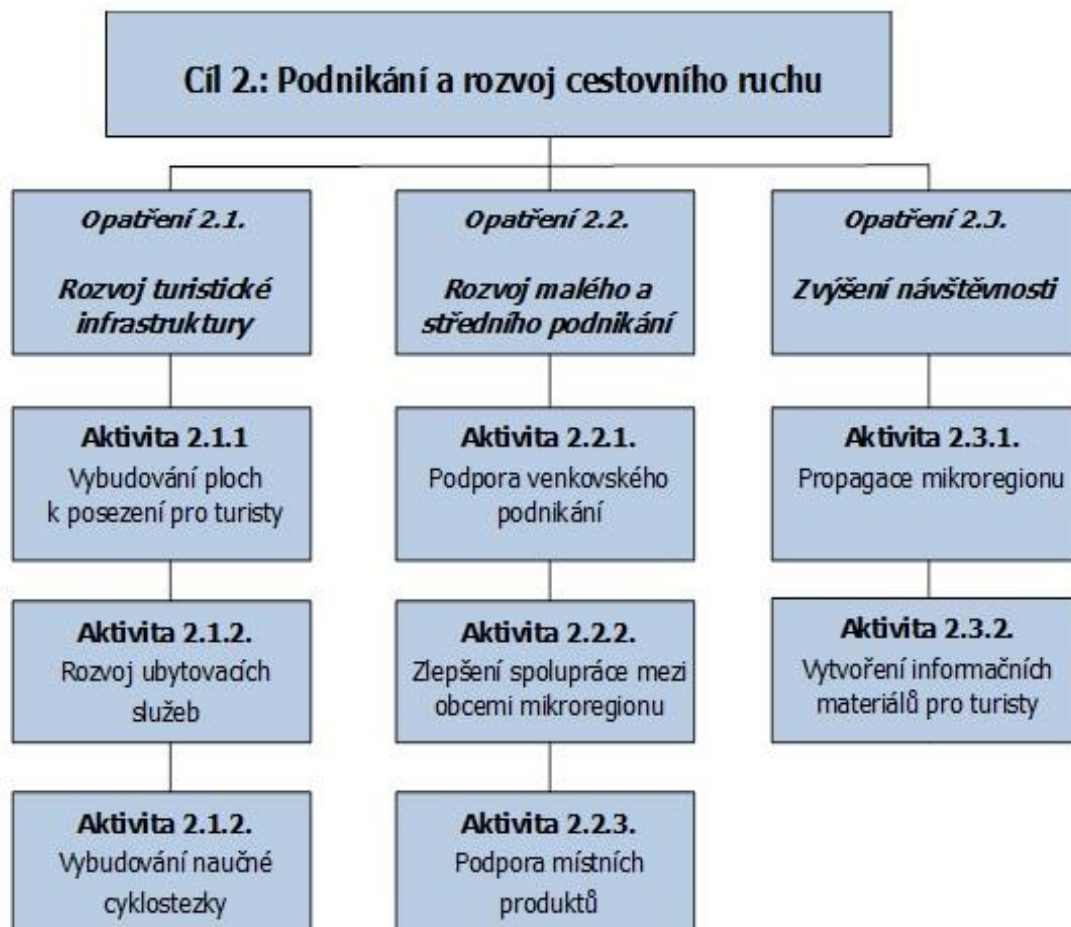 Cíl 2.: Podnikání a rozvoj cestovního ruchu
Opatření 2.1.
Rozvoj turistické
infrastruktury
Aktivita 2.1.1
Vybudování ploch
k posezení pro turisty
Aktivita 2.1.2.
Rozvoj ubytovacích
služeb
Aktivita 2.1.2.
Vybudování naučné
cyklostezky
Opatření 2.2.
Rozvoj malého a
středního podnikání
Aktivita 2.2.1.
Podpora venkovského
podnikání
Aktivita 2.2.2.
Zlepšení spolupráce mezi
obcemi mikroregionu
Aktivita 2.2.3.
Podpora místních
produktů
Opatření 2.3.
Zvýšení návštěvnosti
Aktivita 2.3.1.
Propagace mikroregionu
Aktivita 2.3.2.
Vytvoření informačních
materiálů pro turisty